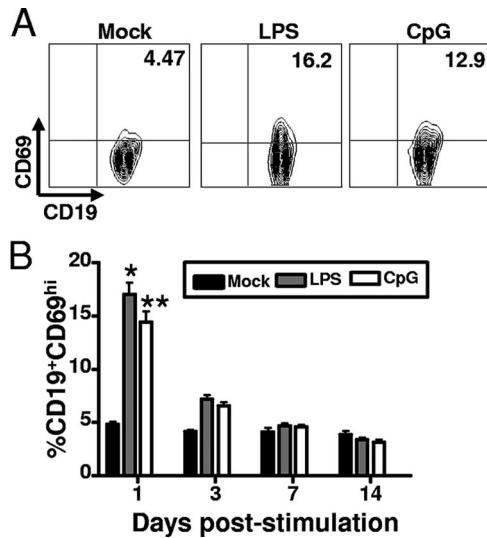 A
Mock LPS CpG
4.47 16.2 12.9
CD69
CD19
B
%CD19+CD69hi
20
15
10
5
0
Mock LPS CpG
*
**
1 3 7 14
Days post-stimulation